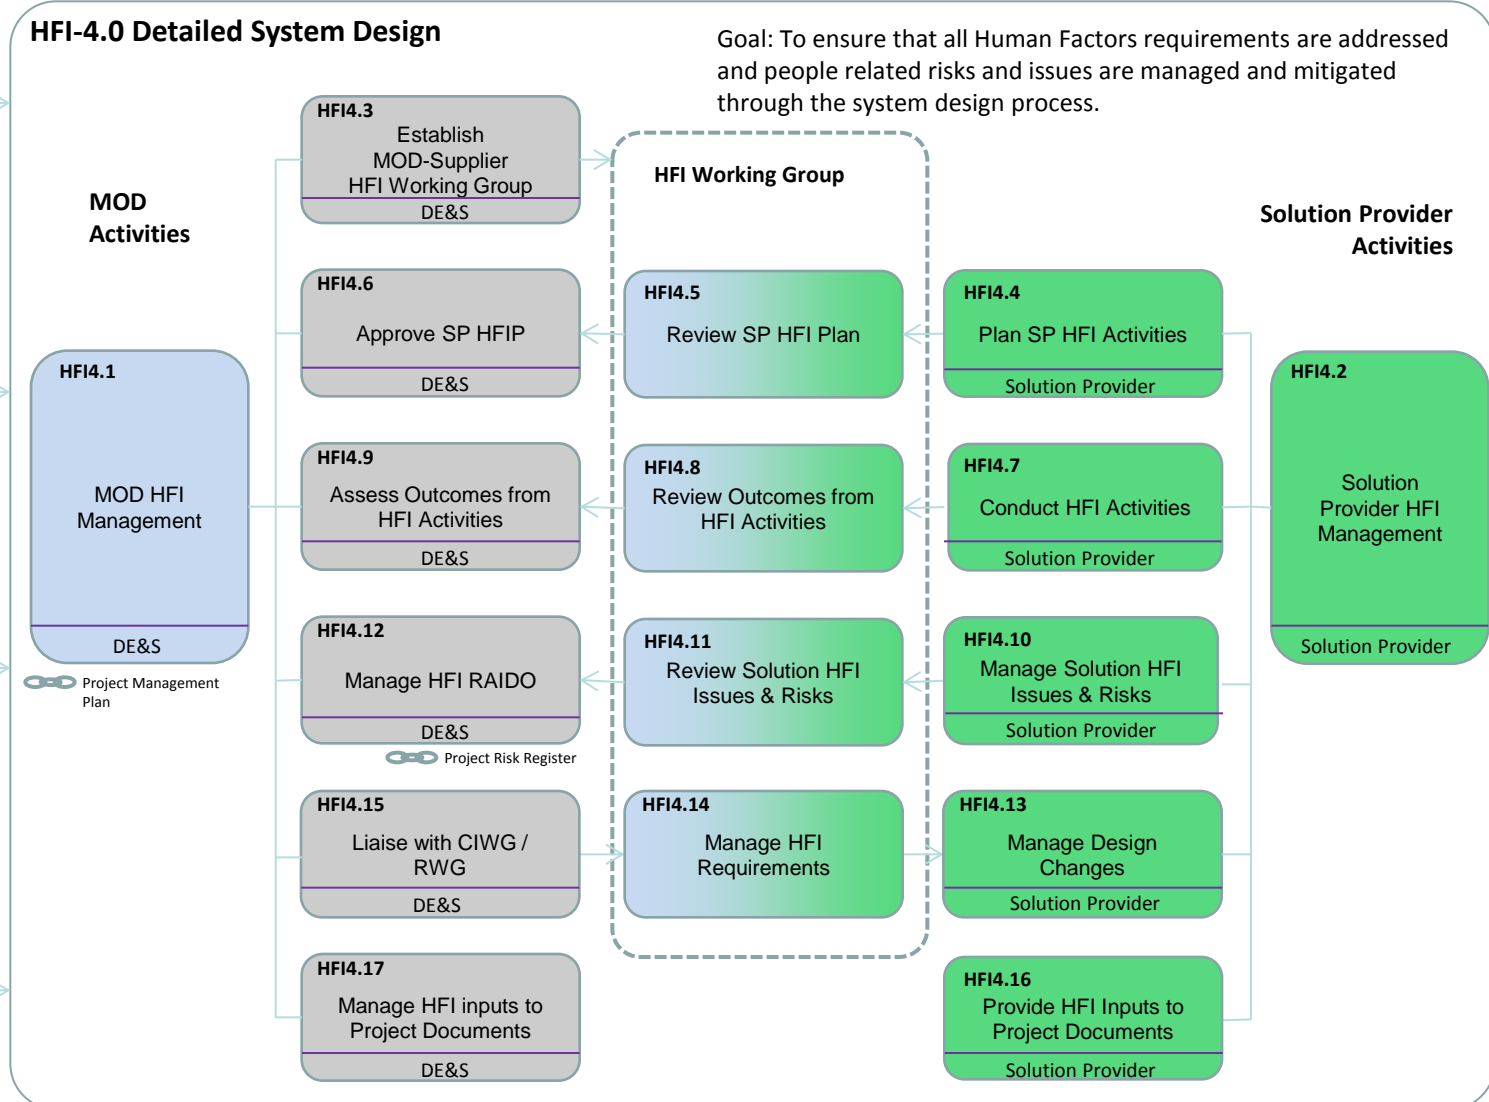 HFI-4.0 Detailed System Design
Goal: To ensure that all Human Factors requirements are addressed
and people related risks and issues are managed and mitigated
through the system design process.
MOD
Activities
HFI Working Group
Solution Provider
Activities
HFI4.3
Establish
MOD-Supplier
HFI Working Group
DE&S
HFI4.6
Approve SP HFIP
DE&S
HFI4.5
Review SP HFI Plan
HFI4.4
Plan SP HFI Activities
Solution Provider
HFI4.1
MOD HFI
Management
DE&S
Project Management
Plan
HFI4.2
Solution
Provider HFI
Management
Solution Provider
HFI4.9
Assess Outcomes from
HFI Activities
DE&S
HFI4.8
Review Outcomes from
HFI Activities
HFI4.7
Conduct HFI Activities
Solution Provider
HFI4.12
Manage HFI RAIDO
DE&S
Project Risk Register
HFI4.11
Review Solution HFI
Issues & Risks
HFI4.10
Manage Solution HFI
Issues & Risks
Solution Provider
HFI4.15
Liaise with CIWG /
RWG
DE&S
HFI4.14
Manage HFI
Requirements
HFI4.13
Manage Design
Changes
Solution Provider
HFI4.17
Manage HFI inputs to
Project Documents
DE&S
HFI4.16
Provide HFI Inputs to
Project Documents
Solution Provider